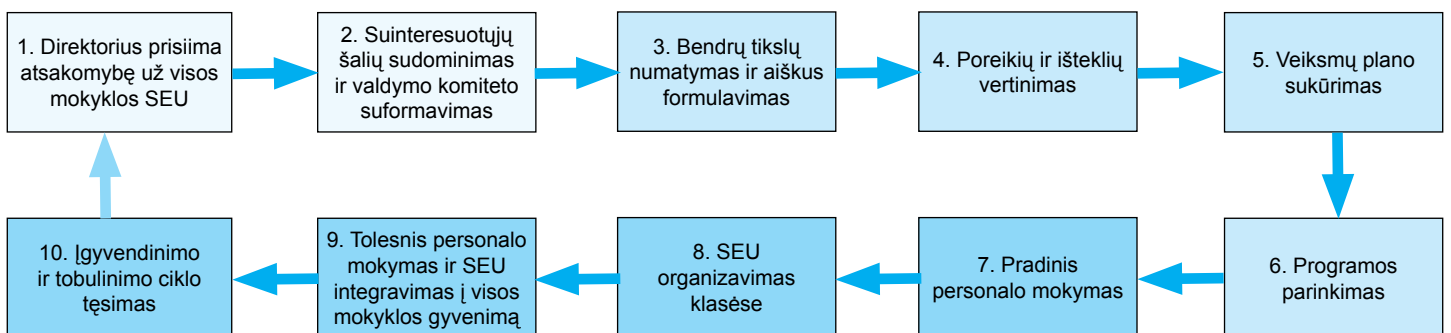 1. Direktorius prisiima
atsakomybę už visos
mokyklos SEU
2. Suinteresuotųjų
šalių sudominimas
ir valdymo komiteto
suformavimas
3. Bendrų tikslų
numatymas ir aiškus
formulavimas
4. Poreikių ir išteklių
vertinimas
5. Veiksmų plano
sukūrimas
6. Programos
parinkimas
7. Pradinis
personalo mokymas
8. SEU
organizavimas
klasėse
9. Tolesnis personalo
mokymas ir SEU
integravimas į visos
mokyklos gyvenimą
10. Įgyvendinimo
ir tobulinimo ciklo
tęsimas